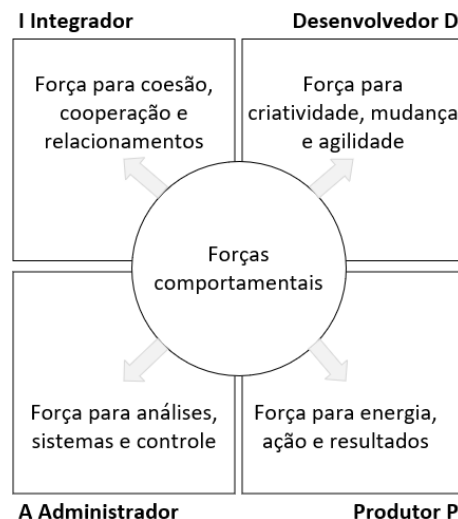 I Integrador
Desenvolvedor D
Força para coesão,
cooperação e
relacionamentos
Força para
criatividade, mudança
e agilidade
Forças
comportamentais
Força para análises,
sistemas e controle
Força para energia,
ação e resultados
A Administrador
Produtor P